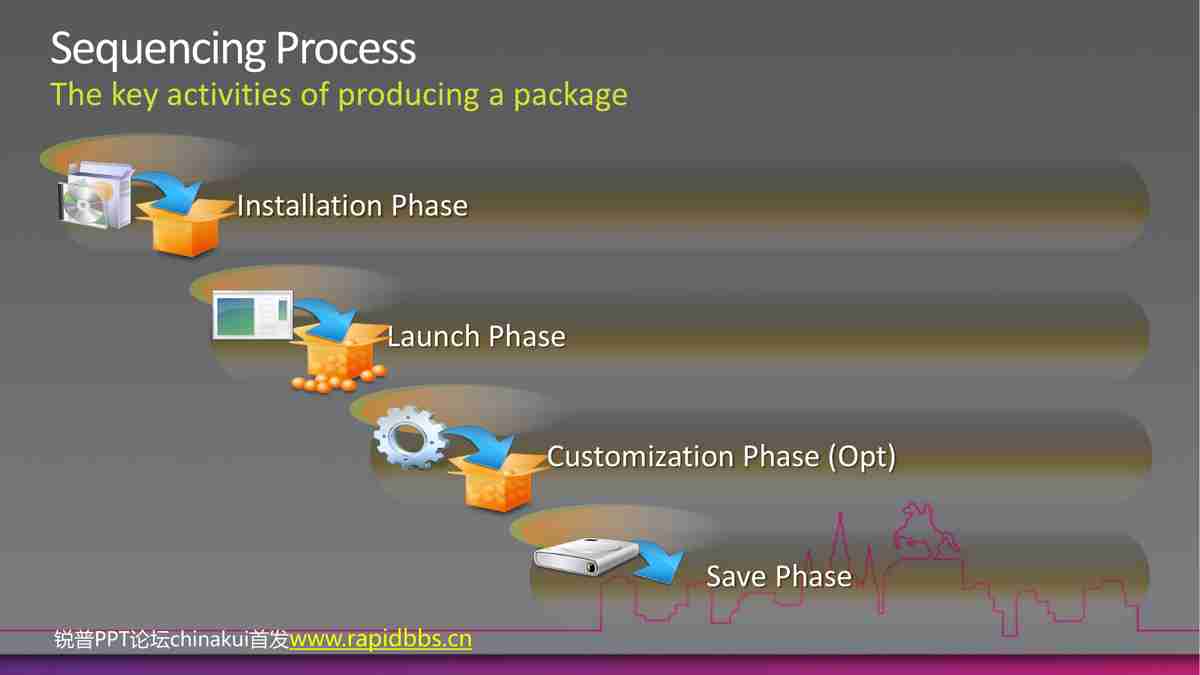 Sequencing Process
The key activities of producing a package
Installation Phase
Launch Phase
Customization Phase (Opt)
Save Phase
锐普PPT论坛chinakui首发www.rapidbbs.cn